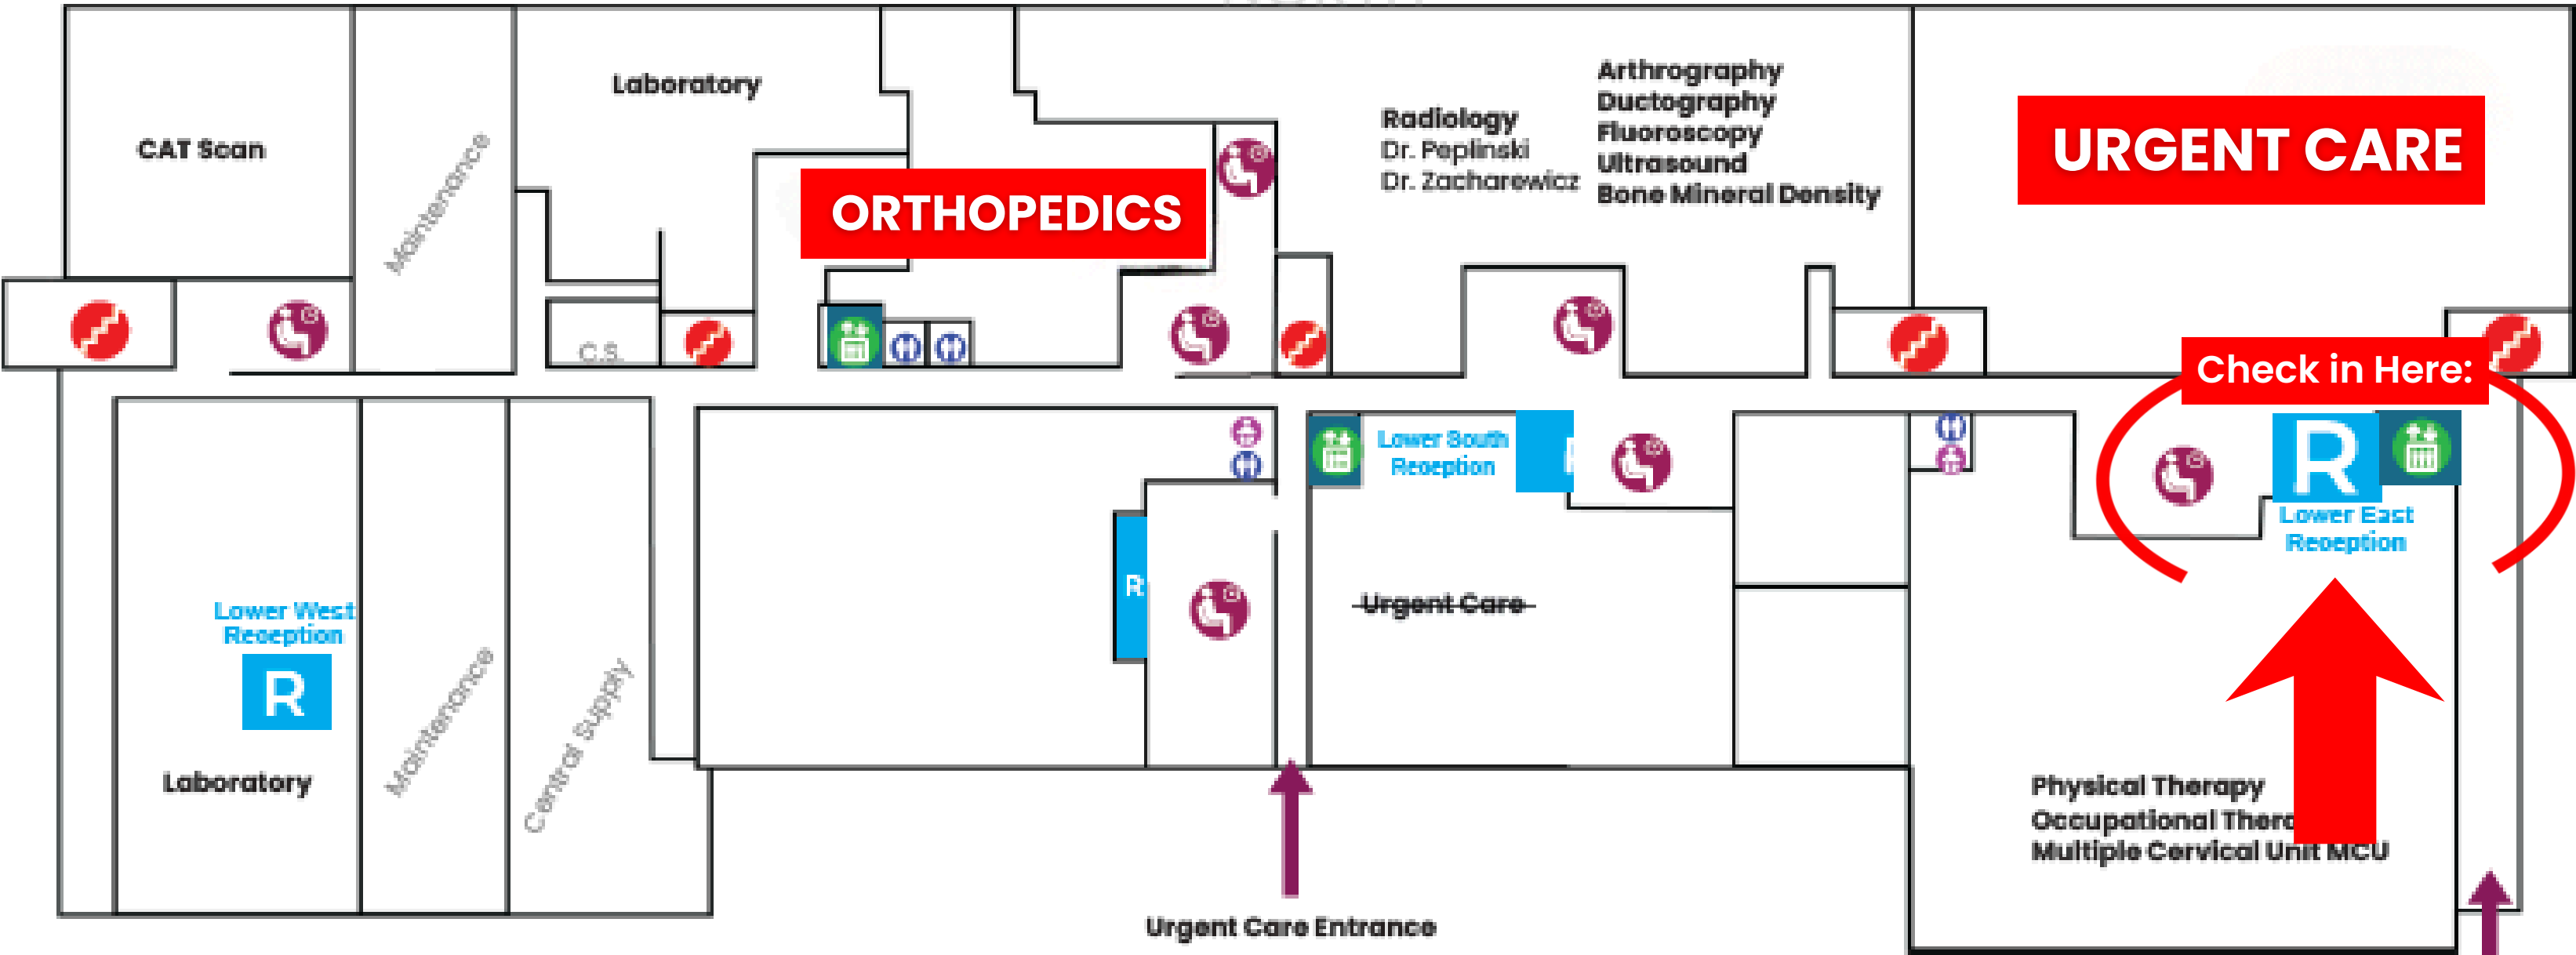 CAT Scan
Maintenance
Laboratory
C.S.
ORTHOPEDICS
Radiology
Dr. Peplinski
Dr. Zacharewicz
Arthrography
Ductography
Fluoroscopy
Ultrasound
Bone Mineral Density
URGENT CARE
Check in Here:
Lower West
Reception
R
Laboratory
Maintenance
Central Supply
R
Lower South
Reception
Urgent Care
Urgent Care Entrance
R
Lower East
Reception
Physical Therapy
Occupational Thera
Multiple Cervical Unit MCU